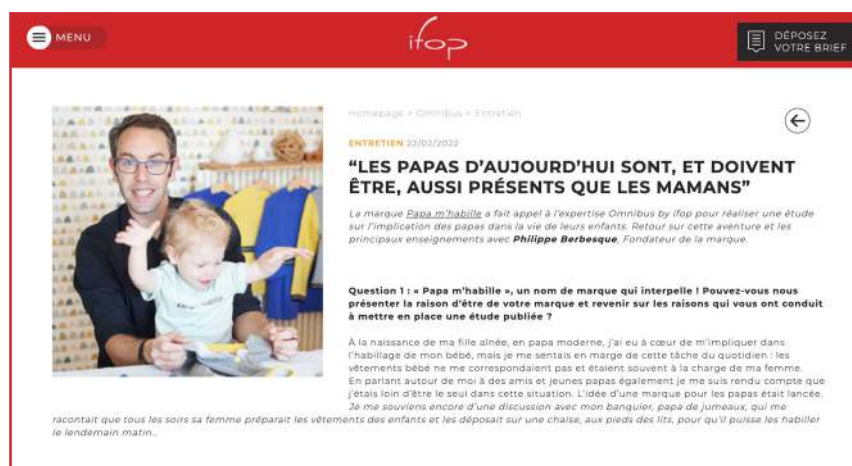 MENU
ifop
DÉPOSEZ
VOTRE BRIEF
Homepage > Omnibus > Entretien
ENTRETIEN 22/02/2022
“LES PAPAS D’AUJOURD’HUI SONT, ET DOIVENT
ÊTRE, AUSSI PRÉSENTS QUE LES MAMANS”
La marque Papa m’habille a fait appel à l’expertise Omnibus by ifop pour réaliser une étude
sur l’implication des papas dans la vie de leurs enfants. Retour sur cette aventure et les
principaux enseignements avec Philippe Berbesque, Fondateur de la marque.
Question 1 : « Papa m’habille », un nom de marque qui interpelle ! Pouvez-vous nous
présenter la raison d’être de votre marque et revenir sur les raisons qui vous ont conduit
à mettre en place une étude publiée ?
À la naissance de ma fille aînée, en papa moderne, j’ai eu à cœur de m’impliquer dans
l’habillage de mon bébé, mais je me sentais en marge de cette tâche du quotidien : les
vêtements bébé ne me correspondaient pas et étaient souvent à la charge de ma femme.
En parlant autour de moi à des amis et jeunes papas également je me suis rendu compte que
j’étais loin d’être le seul dans cette situation. L’idée d’une marque pour les papas était lancée.
Je me souviens encore d’une discussion avec mon banquier, papa de jumeaux, qui me
racontait que tous les soirs sa femme préparait les vêtements des enfants et les déposait sur une chaise, aux pieds des lits, pour qu’il puisse les habiller
le lendemain matin…